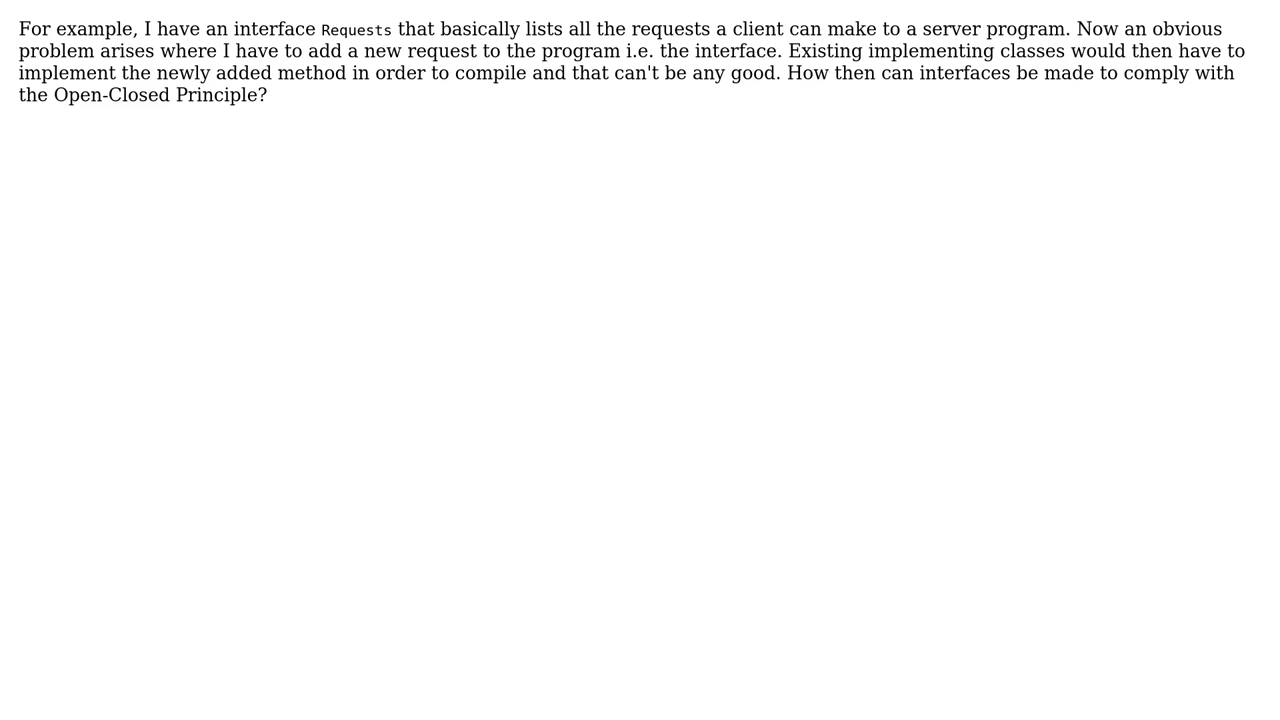 For example, I have an interface Requests that basically lists all the requests a client can make to a server program. Now an obvious
problem arises where I have to add a new request to the program i.e. the interface. Existing implementing classes would then have to
implement the newly added method in order to compile and that can't be any good. How then can interfaces be made to comply with
the Open-Closed Principle?